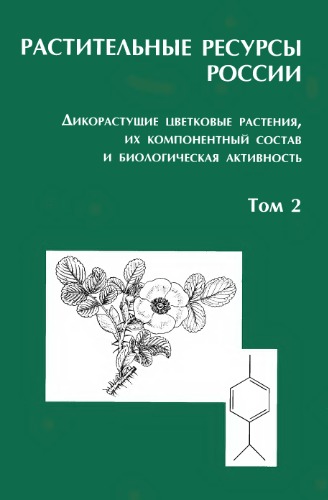 РАСТИТЕЛЬНЫЕ РЕСУРСЫ
РОССИИ
Дикорастущие цветковые растения,
их компонентный состав
и биологическая активность
Том 2